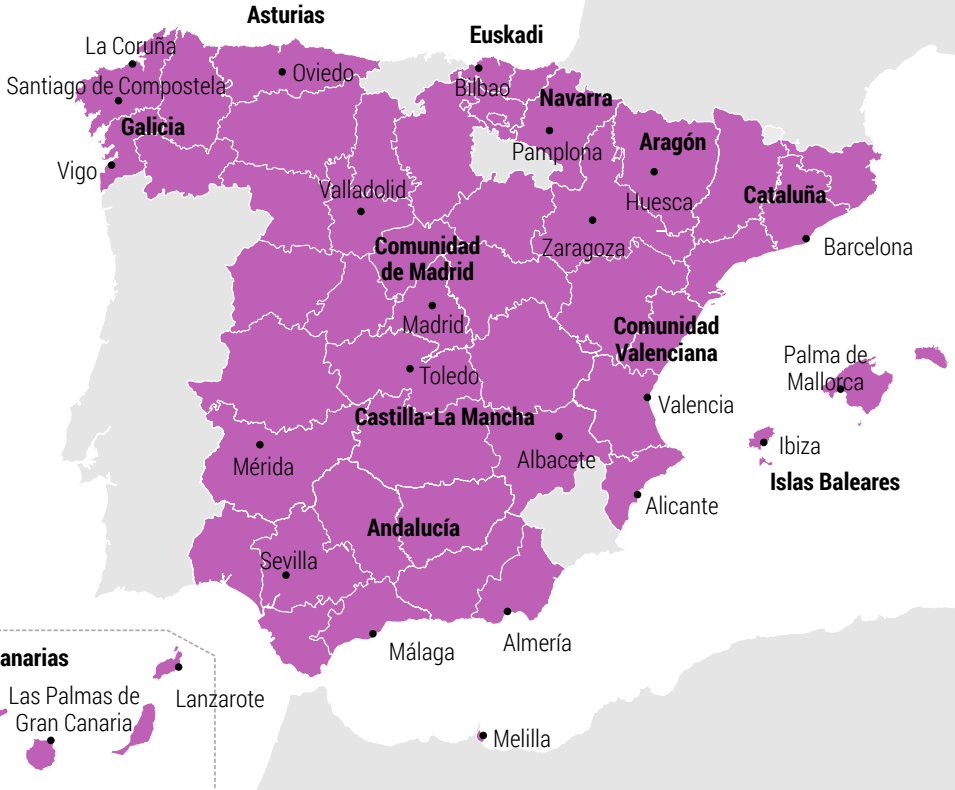 Asturias
Euskadi
La Coruña
Oviedo
Santiago de Compostela
Bilbao
Navarra
Galicia
Aragón
Pamplona
Vigo
Valladolid
Huesca
Cataluña
Zaragoza
Barcelona
Comunidad
de Madrid
Madrid
Comunidad
Valenciana
Palma de
Mallorca
Toledo
Valencia
Castilla-La Mancha
Mérida
Albacete
Ibiza
Islas Baleares
Alicante
Andalucía
Sevilla
Málaga
Almería
anarias
Lanzarote
Las Palmas de
Gran Canaria
Melilla